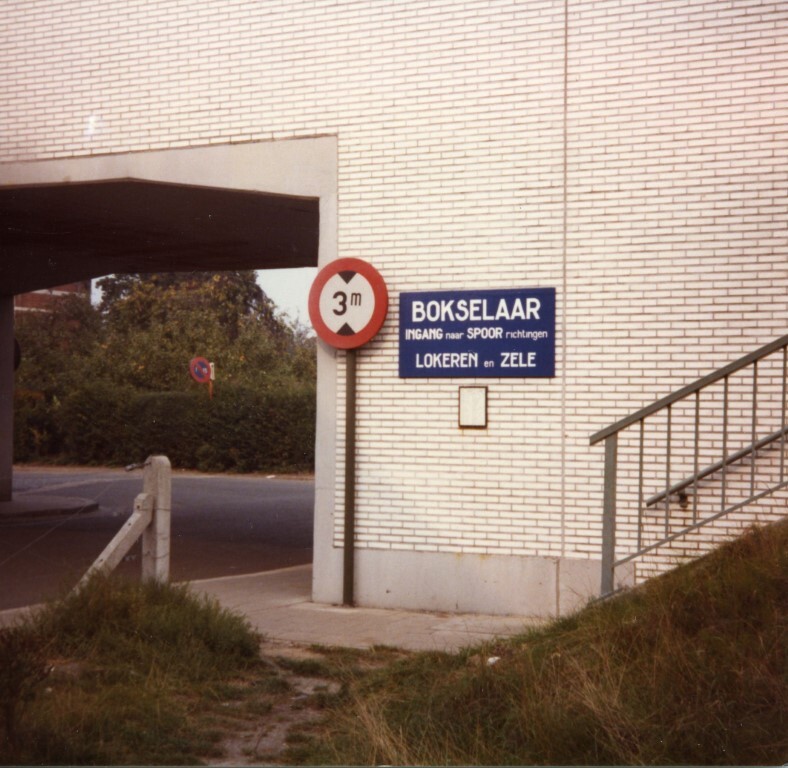 3m
BOKSELAAR
INGANG naar SPOOR richtingen
LOKEREN en ZELE